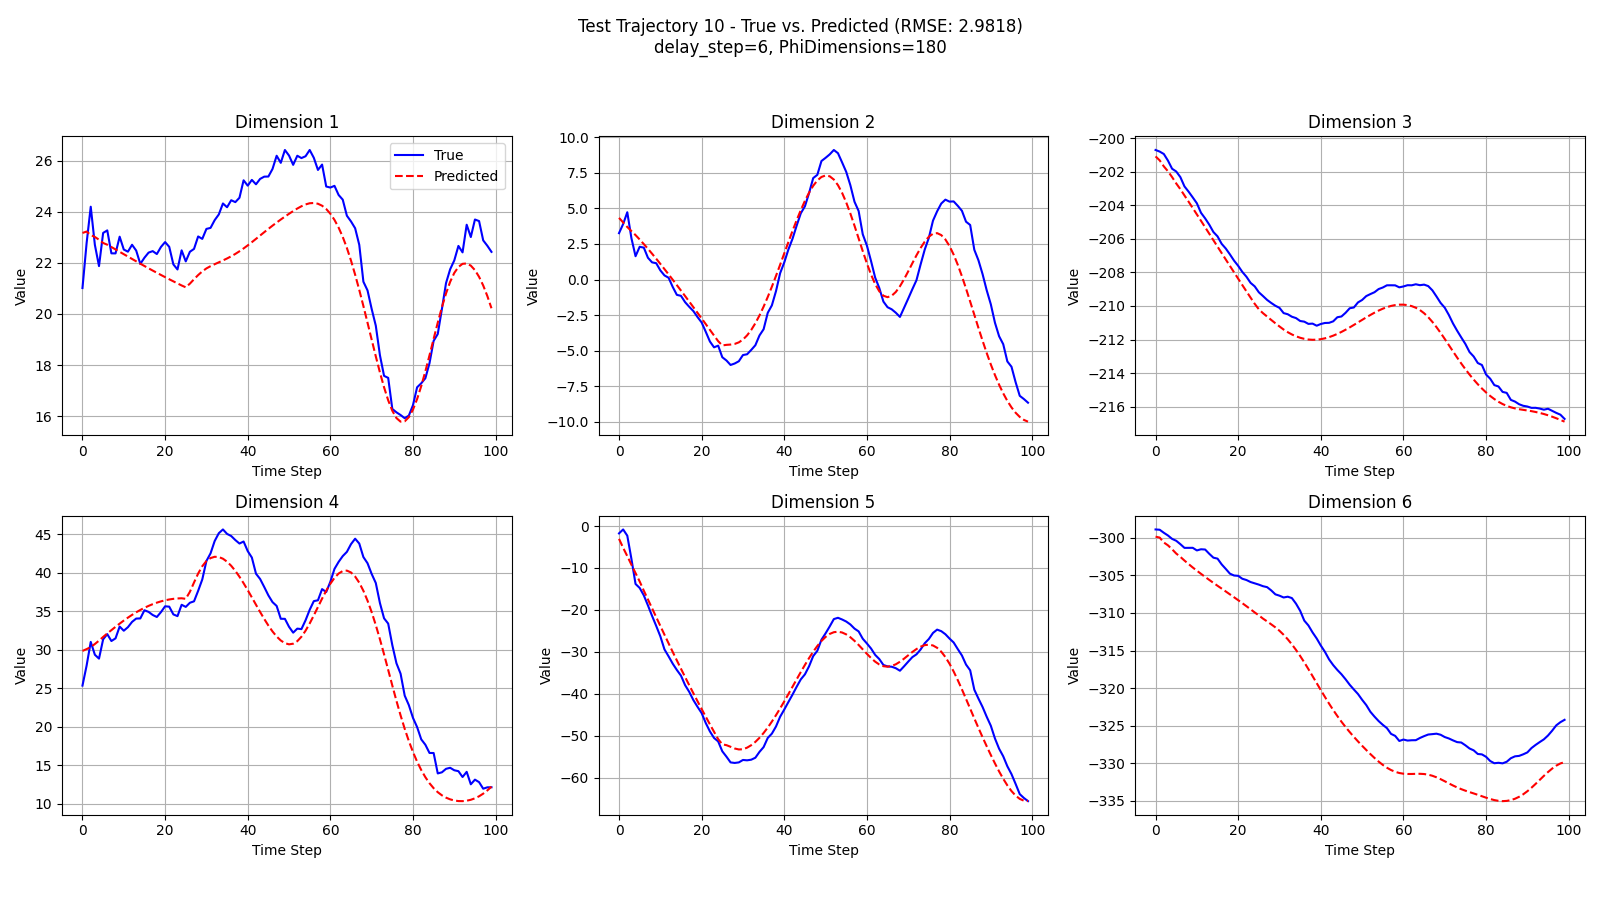 Test Trajectory 10 - True vs. Predicted (RMSE: 2.9818)
delay_step=6, PhiDimensions=180
Dimension 1
Value
26
24
22
20
18
16
0 20 40 60 80 100
Time Step
True
Predicted
Dimension 2
Value
10.0
7.5
5.0
2.5
0.0
−2.5
−5.0
−7.5
−10.0
0 20 40 60 80 100
Time Step
Dimension 3
Value
−200
−202
−204
−206
−208
−210
−212
−214
−216
0 20 40 60 80 100
Time Step
Dimension 4
Value
45
40
35
30
25
20
15
10
0 20 40 60 80 100
Time Step
Dimension 5
Value
0
−10
−20
−30
−40
−50
−60
0 20 40 60 80 100
Time Step
Dimension 6
Value
−300
−305
−310
−315
−320
−325
−330
−335
0 20 40 60 80 100
Time Step